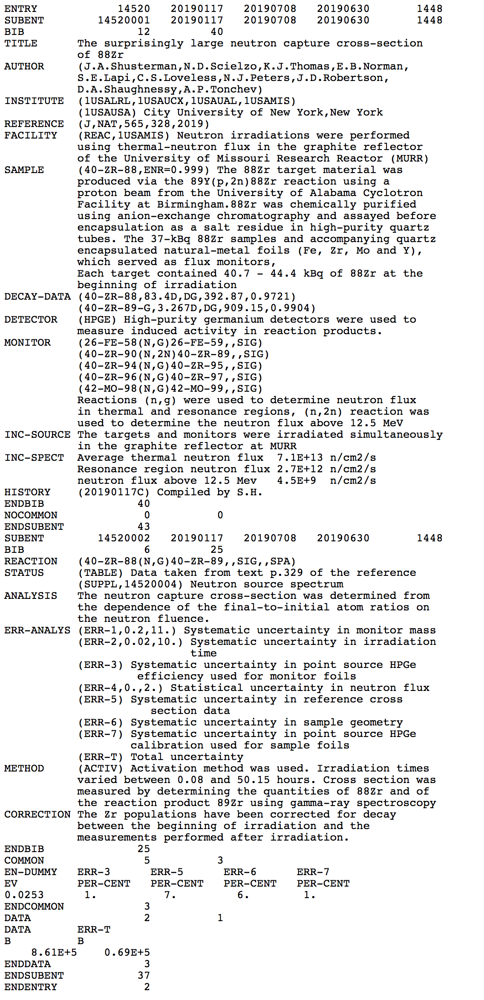 ENTRY            14520   20190117   20190708   20190630       1448
SUBENT        14520001   20190117   20190708   20190630       1448
BIB                 12         40
TITLE      The surprisingly large neutron capture cross-section
           of 88Zr
AUTHOR     (J.A.Shusterman,N.D.Scielzo,K.J.Thomas,E.B.Norman,
           S.E.Lapi,C.S.Loveless,N.J.Peters,J.D.Robertson,
           D.A.Shaughnessy,A.P.Tonchev)
INSTITUTE  (1USALRL,1USAUCX,1USAUAL,1USAMIS)
           (1USAUSA) City University of New York,New York
REFERENCE  (J,NAT,565,328,2019)
FACILITY   (REAC,1USAMIS) Neutron irradiations were performed
           using thermal-neutron flux in the graphite reflector
           of the University of Missouri Research Reactor (MURR)
SAMPLE     (40-ZR-88,ENR=0.999) The 88Zr target material was
           produced via the 89Y(p,2n)88Zr reaction using a
           proton beam from the University of Alabama Cyclotron
           Facility at Birmingham.88Zr was chemically purified
           using anion-exchange chromatography and assayed before
           encapsulation as a salt residue in high-purity quartz
           tubes. The 37-kBq 88Zr samples and accompanying quartz
           encapsulated natural-metal foils (Fe, Zr, Mo and Y),
           which served as flux monitors,
           Each target contained 40.7 - 44.4 kBq of 88Zr at the
           beginning of irradiation
DECAY-DATA (40-ZR-88,83.4D,DG,392.87,0.9721)
           (40-ZR-89-G,3.267D,DG,909.15,0.9904)
DETECTOR   (HPGE) High-purity germanium detectors were used to
           measure induced activity in reaction products.
MONITOR    (26-FE-58(N,G)26-FE-59,,SIG)
           (40-ZR-90(N,2N)40-ZR-89,,SIG)
           (40-ZR-94(N,G)40-ZR-95,,SIG)
           (40-ZR-96(N,G)40-ZR-97,,SIG)
           (42-MO-98(N,G)42-MO-99,,SIG)
           Reactions (n,g) were used to determine neutron flux
           in thermal and resonance regions, (n,2n) reaction was
           used to determine the neutron flux above 12.5 MeV
INC-SOURCE The targets and monitors were irradiated simultaneously
           in the graphite reflector at MURR
INC-SPECT  Average thermal neutron flux  7.1E+13 n/cm2/s
           Resonance region neutron flux 2.7E+12 n/cm2/s
           neutron flux above 12.5 Mev   4.5E+9  n/cm2/s
HISTORY    (20190117C) Compiled by S.H.
ENDBIB              40
NOCOMMON             0          0
ENDSUBENT           43
SUBENT        14520002   20190117   20190708   20190630       1448
BIB                  6         25
REACTION   (40-ZR-88(N,G)40-ZR-89,,SIG,,SPA)
STATUS     (TABLE) Data taken from text p.329 of the reference
           (SUPPL,14520004) Neutron source spectrum
ANALYSIS   The neutron capture cross-section was determined from
           the dependence of the final-to-initial atom ratios on
           the neutron fluence.
ERR-ANALYS (ERR-1,0.2,11.) Systematic uncertainty in monitor mass
           (ERR-2,0.02,10.) Systematic uncertainty in irradiation
                            time
           (ERR-3) Systematic uncertainty in point source HPGe
                    efficiency used for monitor foils
           (ERR-4,0.,2.) Statistical uncertainty in neutron flux
           (ERR-5) Systematic uncertainty in reference cross
                      section data
           (ERR-6) Systematic uncertainty in sample geometry
           (ERR-7) Systematic uncertainty in point source HPGe
                   calibration used for sample foils
           (ERR-T) Total uncertainty
METHOD     (ACTIV) Activation method was used. Irradiation times
           varied between 0.08 and 50.15 hours. Cross section was
           measured by determining the quantities of 88Zr and of
           the reaction product 89Zr using gamma-ray spectroscopy
CORRECTION The Zr populations have been corrected for decay
           between the beginning of irradiation and the
           measurements performed after irradiation.
ENDBIB              25
COMMON               5          3
EN-DUMMY   ERR-3      ERR-5      ERR-6      ERR-7
EV         PER-CENT   PER-CENT   PER-CENT   PER-CENT
0.0253      1.          7.         6.        1.
ENDCOMMON            3
DATA                 2          1
DATA       ERR-T
B          B
    8.61E+5    0.69E+5
ENDDATA              3
ENDSUBENT           37
ENDENTRY             2